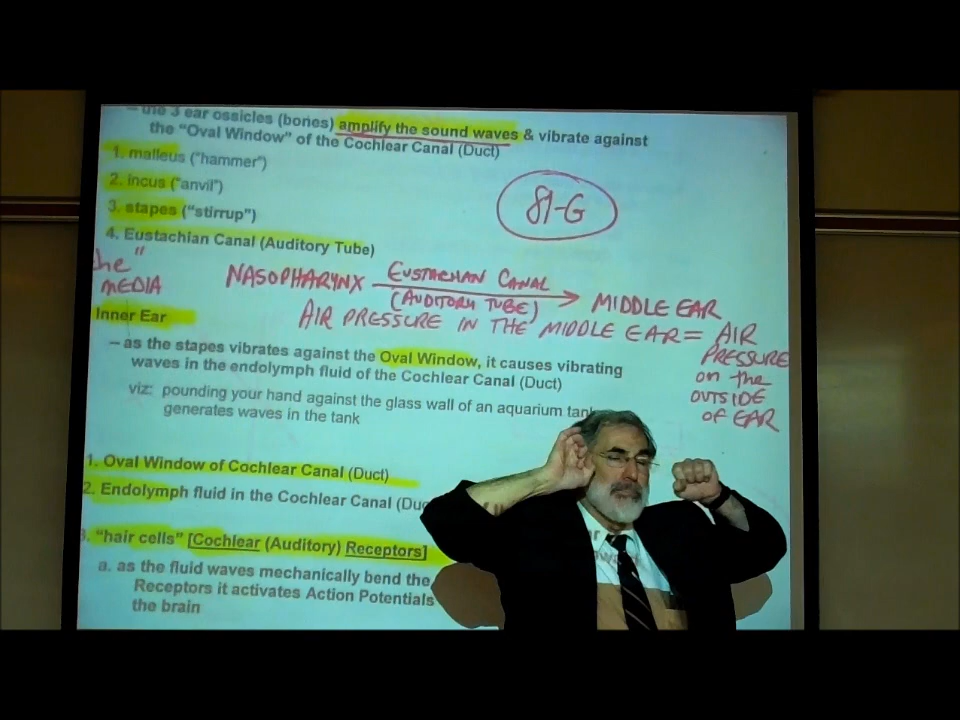 – the 3 ear ossicles (bones) amplify the sound waves & vibrate against
the “Oval Window” of the Cochlear Canal (Duct)
1. malleus (“hammer”)
2. incus (“anvil”)
3. stapes (“stirrup”)
4. Eustachian Canal (Auditory Tube)
81-G
the "
MEDIA
NASOPHARYNX EUSTACHIAN CANAL
(AUDITORY TUBE) MIDDLE EAR
AIR PRESSURE IN THE MIDDLE EAR = AIR
PRESSURE
on the
OUTSIDE
OF EAR
Inner Ear
– as the stapes vibrates against the Oval Window, it causes vibrating
waves in the endolymph fluid of the Cochlear Canal (Duct)
viz: pounding your hand against the glass wall of an aquarium tank
generates waves in the tank
1. Oval Window of Cochlear Canal (Duct)
2. Endolymph fluid in the Cochlear Canal (Duc
3. “hair cells” [Cochlear (Auditory) Receptors]
a. as the fluid waves mechanically bend the
Receptors it activates Action Potentials
the brain